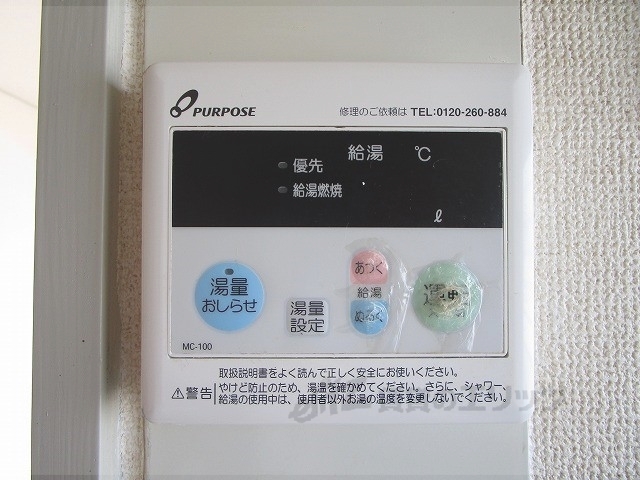 PURPOSE
修理のご依頼は TEL:0120-260-884
給湯 ℃
優先
給湯燃焼
ℓ
湯量
おしらせ
湯量
設定
あつく
給湯
ぬるく
MC-100
取扱説明書をよく読んで正しく安全にお使いください。
⚠警告 やけど防止のため、湯温を確かめてください。さらに、シャワー、
給湯の使用中は、使用者以外お湯の温度を変更しないでください。